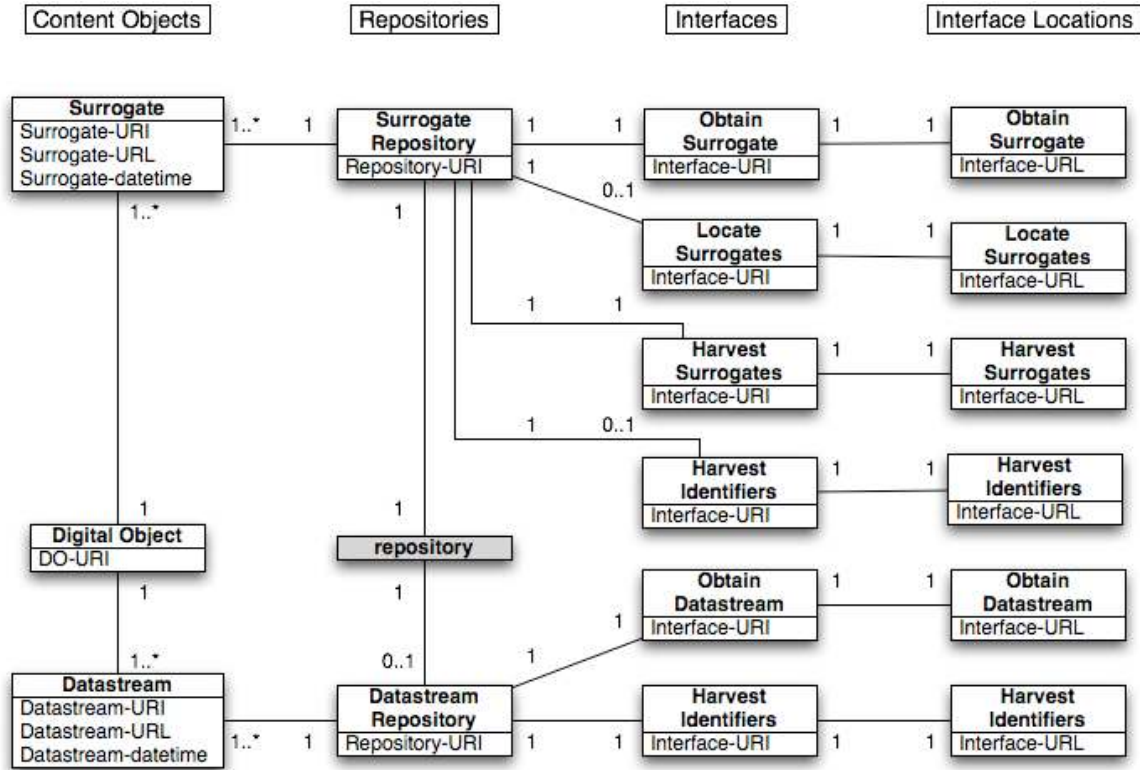 Content Objects
Repositories
Interfaces
Interface Locations
Surrogate
Surrogate-URI
Surrogate-URL
Surrogate-datetime
1..*
1
Surrogate
Repository
Repository-URI
1
1
Obtain
Surrogate
Interface-URI
1
1
Obtain
Surrogate
Interface-URL
1
0..1
Locate
Surrogates
Interface-URI
1
1
Locate
Surrogates
Interface-URL
1..*
1
1
1
Harvest
Surrogates
Interface-URI
1
1
Harvest
Surrogates
Interface-URL
1
0..1
Harvest
Identifiers
Interface-URI
1
1
Harvest
Identifiers
Interface-URL
1
Digital Object
DO-URI
1
1
repository
1
1..*
0..1
1
1
Obtain
Datastream
Interface-URI
1
1
Obtain
Datastream
Interface-URL
Datastream
Datastream-URI
Datastream-URL
Datastream-datetime
1..*
1
Datastream
Repository
Repository-URI
1
1
Harvest
Identifiers
Interface-URI
1
1
Harvest
Identifiers
Interface-URL